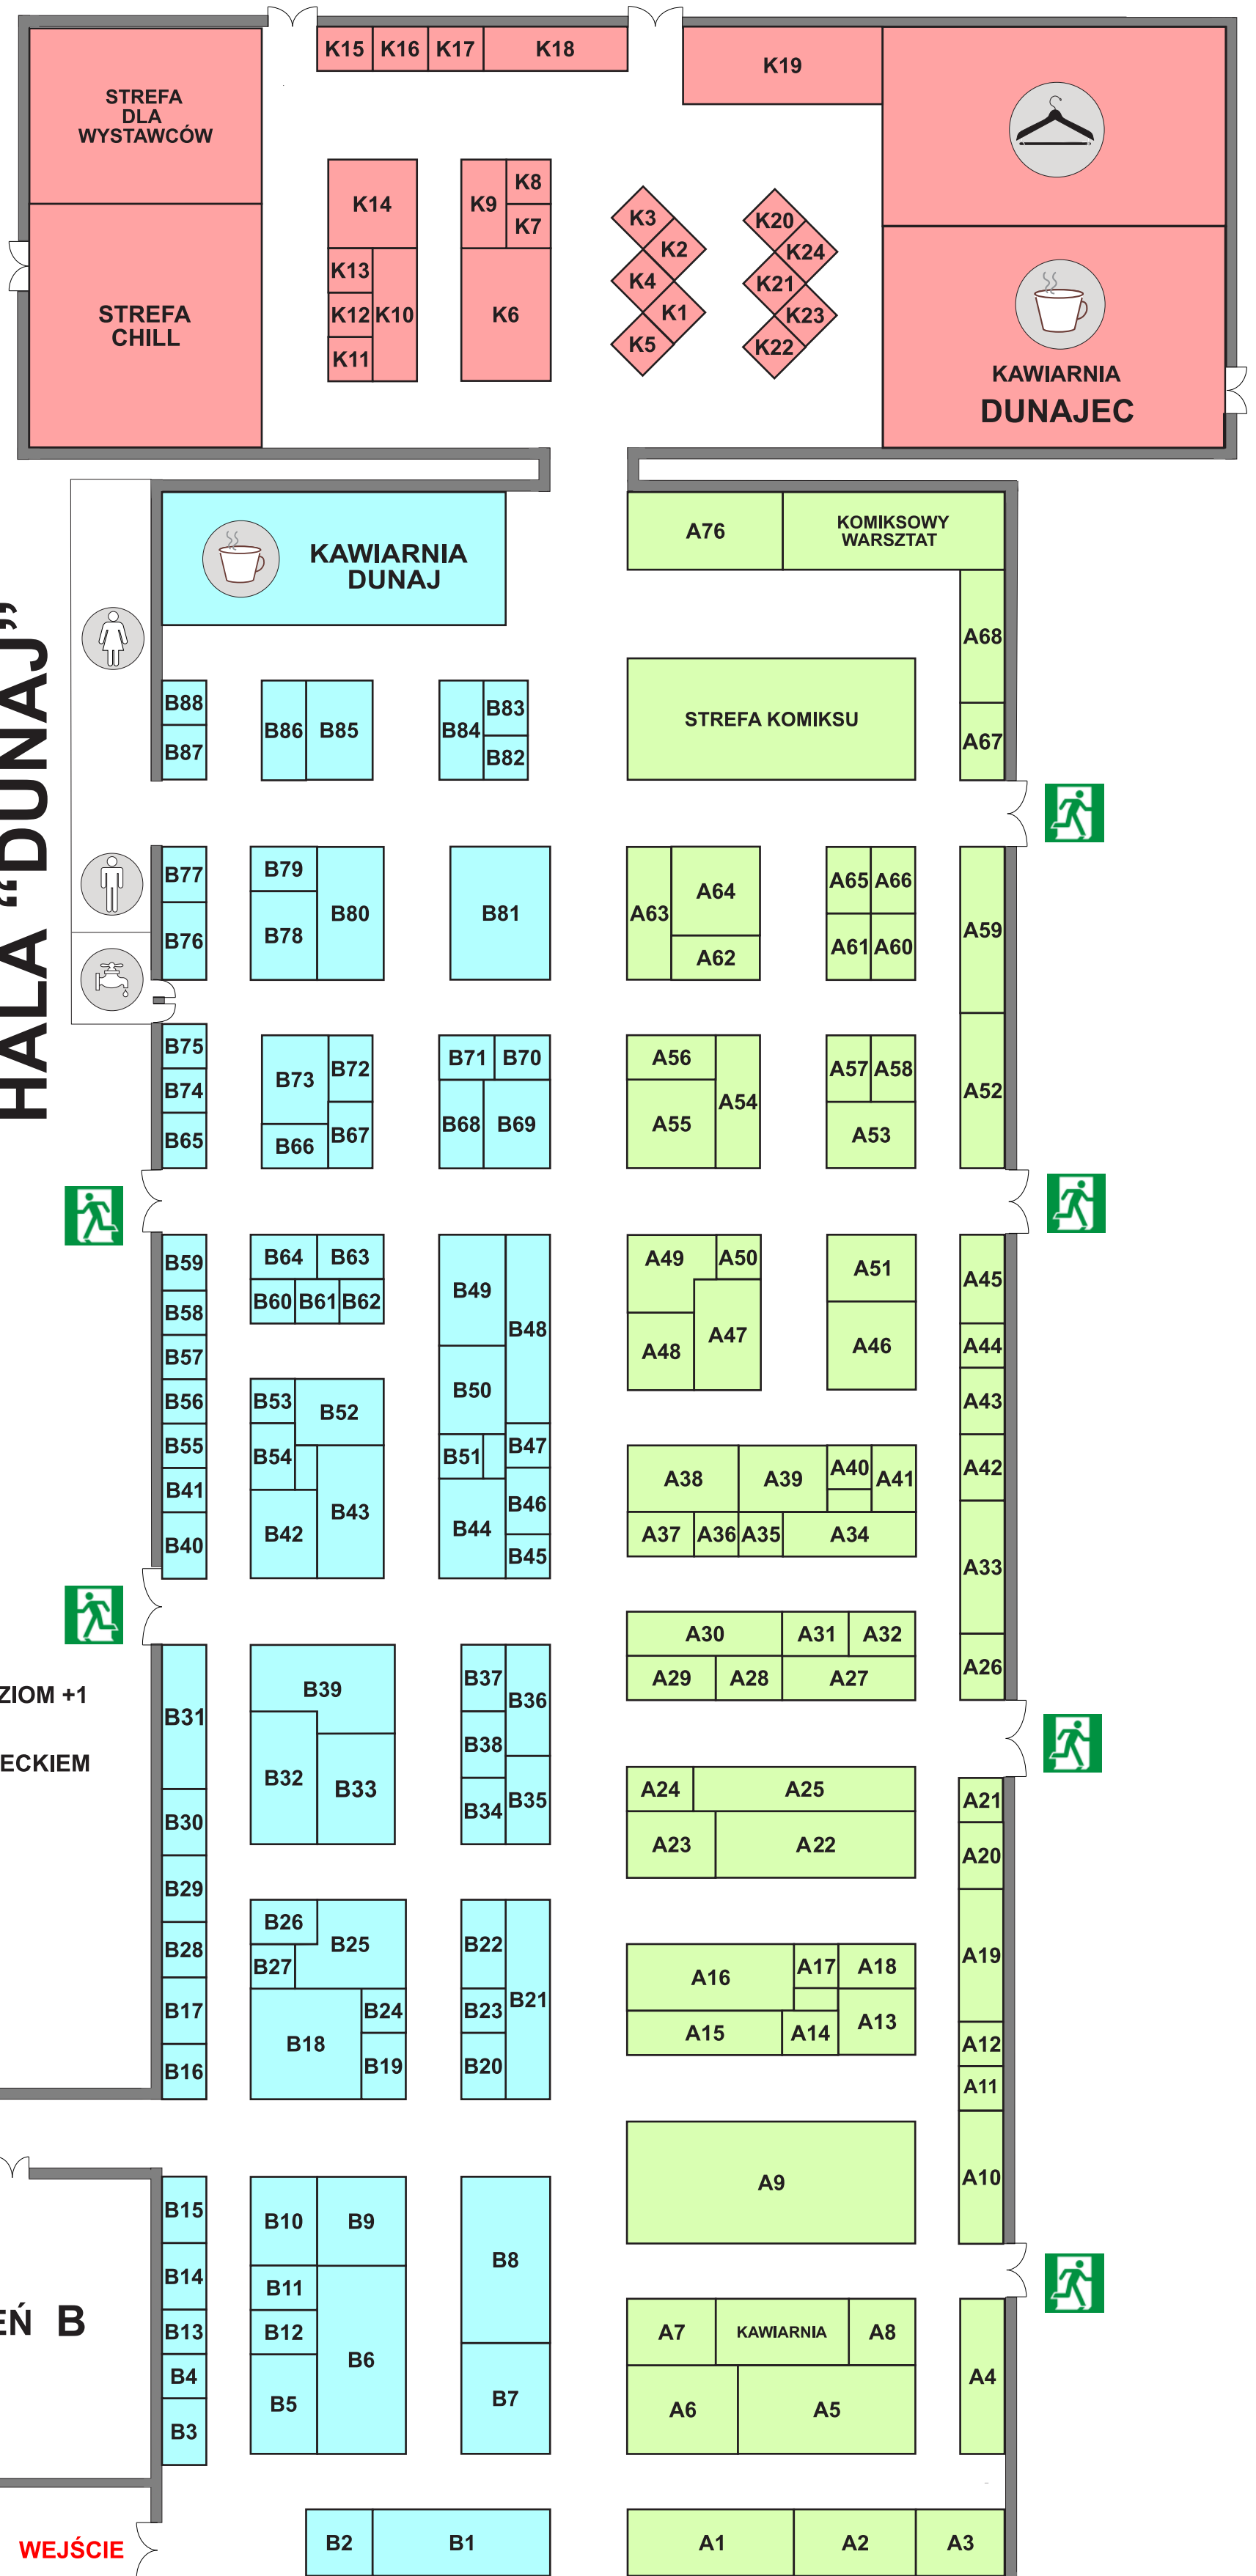 K15 K16 K17 K18
K19
STREFA
DLA
WYSTAWCÓW
K14 K9 K8
K7
K3 K20
K2 K24
K13 K4 K21
STREFA
CHILL
K12 K10 K6 K1 K23
K11 K5 K22
KAWIARNIA
DUNAJEC
KAWIARNIA
DUNAJ
A76
KOMIKSOWY
WARSZTAT
HALA “DUNAJ”
A68
B88 B86 B85 B84 B83
STREFA KOMIKSU
B87 B82 A67
B77 B79 B80 B81 A63 A64 A65 A66 A59
B76 B78 A62 A61 A60
B75 B73 B72 B71 B70 A56 A54 A57 A58 A52
B74 B68 B69 A55
B65 B66 B67 A53
B59 B64 B63 B49 B48 A49 A50 A51 A45
B58 B60 B61 B62
B57 A48 A47 A46 A44
B56 B53 B52 B50 A43
B55 B54 B51 B47 A38 A39 A40 A41 A42
B41 B43 B46
B40 B42 B44 B45 A37 A36 A35 A34 A33
A30 A31 A32
B37 B36 A29 A28 A27 A26
ZIOM +1
B31 B39
B38
ECKIEM
B32 B33 B34 B35 A24 A25 A21
B30 A23 A22 A20
B29
B26 B25 B22 B21 A19
B28 B27 A16 A17 A18
B17 B24 B23 A13
B18 A15 A14 A12
B16 B19 B20 A11
A9 A10
B15 B10 B9 B8
B14 B11
EŃ B
B13 B12 B6 A7 KAWIARNIA A8
B4 B5 B7 A6 A5 A4
B3
WEJŚCIE
B2 B1 A1 A2 A3